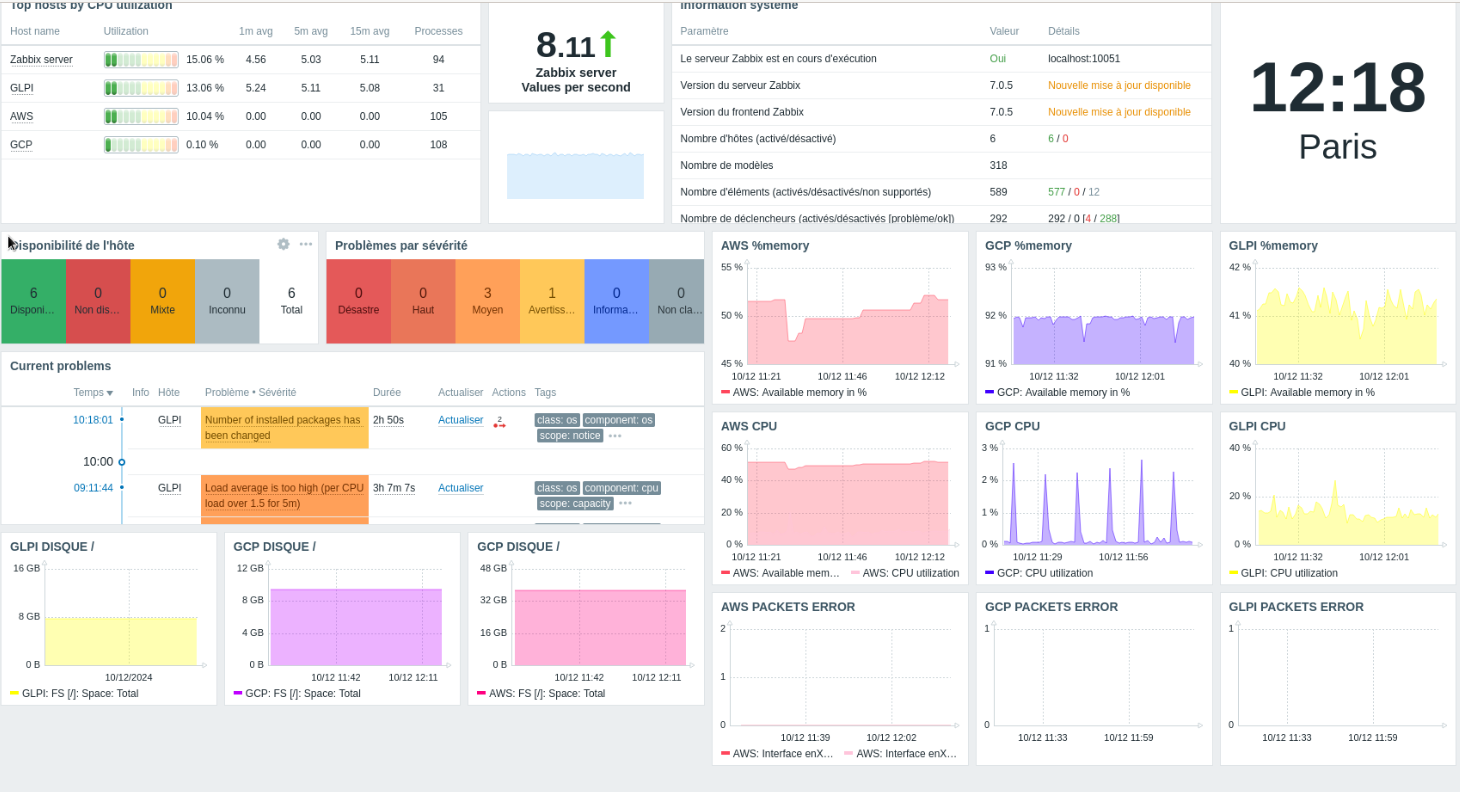 Top hosts by CPU utilization
Host name Utilization 1m avg 5m avg 15m avg Processes
Zabbix server 15.06 % 4.56 5.03 5.11 94
GLPI 13.06 % 5.24 5.11 5.08 31
AWS 10.04 % 0.00 0.00 0.00 105
GCP 0.10 % 0.00 0.00 0.00 108
8.11
Zabbix server
Values per second
Information système
Paramètre Valeur Détails
Le serveur Zabbix est en cours d'exécution Oui localhost:10051
Version du serveur Zabbix 7.0.5 Nouvelle mise à jour disponible
Version du frontend Zabbix 7.0.5 Nouvelle mise à jour disponible
Nombre d'hôtes (activé/désactivé) 6 6 / 0
Nombre de modèles 318
Nombre d'éléments (activés/désactivés/non supportés) 589 577 / 0 / 12
Nombre de déclencheurs (activés/désactivés [problème/ok]) 292 292 / 0 [4 / 288]
12:18
Paris
Disponibilité de l'hôte
6 0 0 0 6
Disponi... Non dis... Mixte Inconnu Total
Problèmes par sévérité
0 0 3 1 0 0
Désastre Haut Moyen Avertiss... Informa... Non cla...
Current problems
Temps Info Hôte Problème • Sévérité Durée Actualiser Actions Tags
10:18:01 GLPI Number of installed packages has 2h 50s Actualiser 2 class: os component: os
been changed scope: notice
10:00
09:11:44 GLPI Load average is too high (per CPU 3h 7m 7s Actualiser class: os component: cpu
load over 1.5 for 5m) scope: capacity
GLPI DISQUE /
16 GB
8 GB
0 B
10/12/2024
GLPI: FS [/]: Space: Total
GCP DISQUE /
12 GB
8 GB
4 GB
0 B
10/12 11:42 10/12 12:11
GCP: FS [/]: Space: Total
GCP DISQUE /
48 GB
32 GB
16 GB
0 B
10/12 11:42 10/12 12:11
AWS: FS [/]: Space: Total
AWS %memory
55 %
50 %
45 %
10/12 11:21 10/12 11:46 10/12 12:12
AWS: Available memory in %
GCP %memory
93 %
92 %
91 %
10/12 11:32 10/12 12:01
GCP: Available memory in %
GLPI %memory
42 %
41 %
40 %
10/12 11:32 10/12 12:01
GLPI: Available memory in %
AWS CPU
60 %
40 %
20 %
0 %
10/12 11:21 10/12 11:46 10/12 12:12
AWS: Available mem... AWS: CPU utilization
GCP CPU
3 %
2 %
1 %
0 %
10/12 11:29 10/12 11:56
GCP: CPU utilization
GLPI CPU
40 %
20 %
0 %
10/12 11:32 10/12 12:01
GLPI: CPU utilization
AWS PACKETS ERROR
2
1
0
10/12 11:39 10/12 12:02
AWS: Interface enX... AWS: Interface enX...
GCP PACKETS ERROR
1
0
10/12 11:33 10/12 11:59
GLPI PACKETS ERROR
1
0
10/12 11:33 10/12 11:59